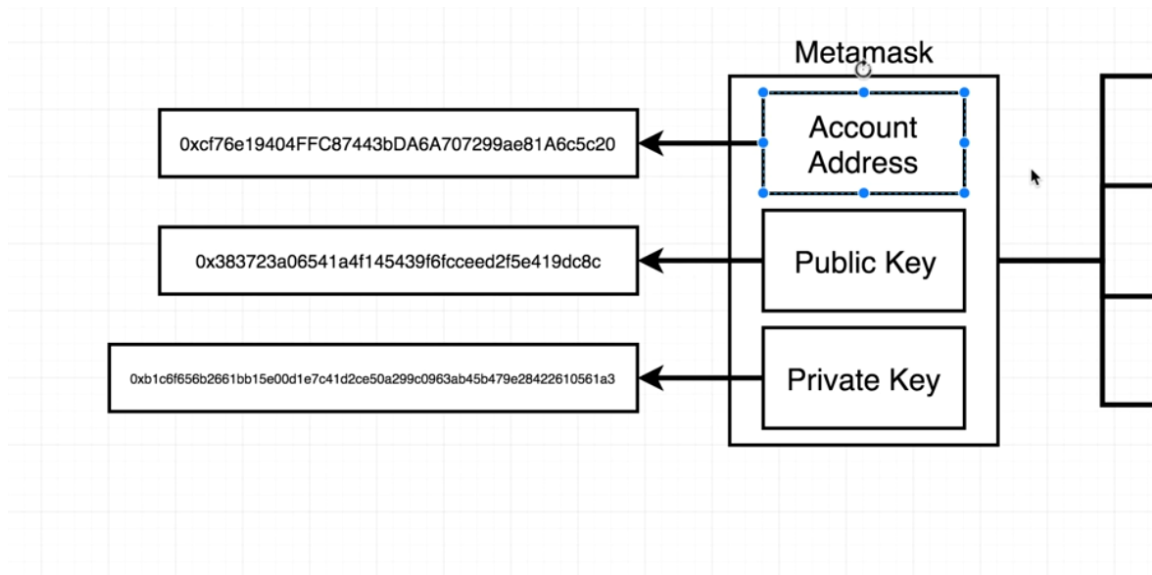 Metamask
0xcf76e19404FFC87443bDA6A707299ae81A6c5c20
Account
Address
0x383723a06541a4f145439f6fcceed2f5e419dc8c
Public Key
0xb1c6f656b2661bb15e00d1e7c41d2ce50a299c0963ab45b479e28422610561a3
Private Key